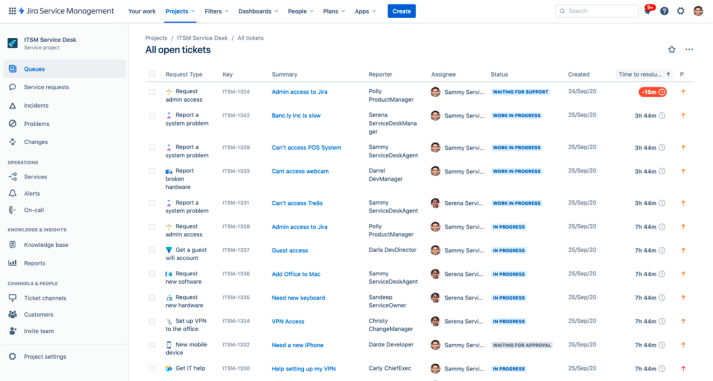 Jira Service Management Your work Projects Filters Dashboards People Plans Apps Create Search 9+
ITSM Service Desk
Service project
Queues
Service requests
Incidents
Problems
Changes
OPERATIONS
Services
Alerts
On-call
KNOWLEDGE & INSIGHTS
Knowledge base
Reports
CHANNELS & PEOPLE
Ticket channels
Customers
Invite team
Project settings
Projects / ITSM Service Desk / All tickets
All open tickets
Request Type Key Summary Reporter Assignee Status Created Time to resolu... P
Request admin access ITSM-1324 Admin access to Jira Polly ProductManager Sammy Servi... WAITING FOR SUPPORT 24/Sep/20 -15m
Report a system problem ITSM-1342 Banc.ly Inc is slow Serena ServiceDeskManager Sammy Servi... WORK IN PROGRESS 25/Sep/20 3h 44m
Report a system problem ITSM-1339 Can't access POS System Sammy ServiceDeskAgent Sammy Servi... WORK IN PROGRESS 25/Sep/20 3h 44m
Report broken hardware ITSM-1333 Cant access webcam Darrel DevManager Sammy Servi... WORK IN PROGRESS 25/Sep/20 3h 44m
Report a system problem ITSM-1331 Can't access Trello Sammy ServiceDeskAgent Serena Servi... WORK IN PROGRESS 25/Sep/20 3h 44m
Request admin access ITSM-1338 Admin access to Jira Polly ProductManager Sammy Servi... IN PROGRESS 25/Sep/20 7h 44m
Get a guest wifi account ITSM-1337 Guest access Darla DevDirector Sammy Servi... IN PROGRESS 25/Sep/20 7h 44m
Request new software ITSM-1336 Add Office to Mac Sammy ServiceDeskAgent Serena Servi... IN PROGRESS 25/Sep/20 7h 44m
Request new hardware ITSM-1335 Need new keyboard Sandeep ServiceOwner Serena Servi... IN PROGRESS 25/Sep/20 7h 44m
Set up VPN to the office ITSM-1334 VPN Access Christy ChangeManager Serena Servi... IN PROGRESS 25/Sep/20 7h 44m
New mobile device ITSM-1332 Need a new iPhone Dante Developer Sammy Servi... WAITING FOR APPROVAL 25/Sep/20 7h 44m
Get IT help ITSM-1330 Help setting up my VPN Carly ChiefExec Sammy Servi... IN PROGRESS 25/Sep/20 7h 44m